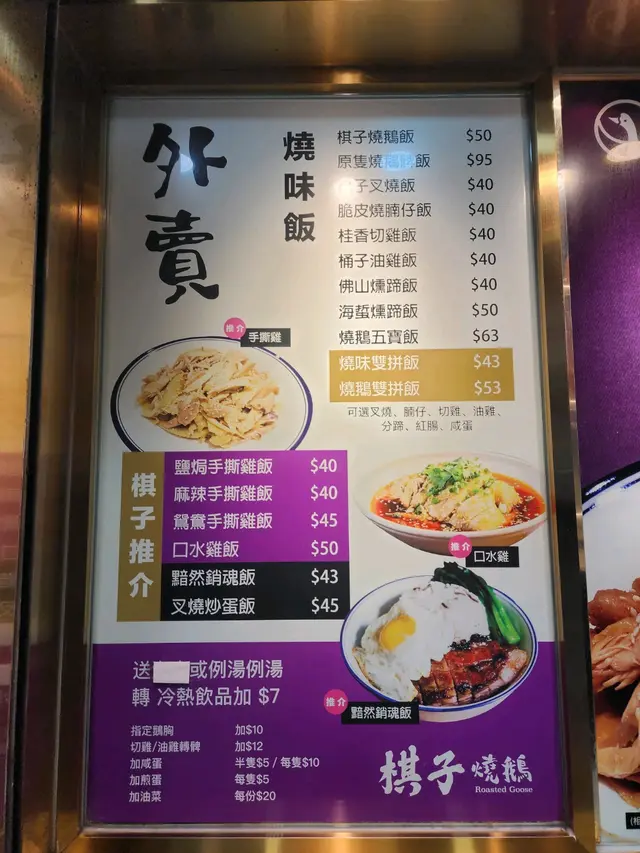 外賣
燒味飯
棋子燒鵝飯 $50
原隻燒鵝髀飯 $95
子叉燒飯 $40
脆皮燒腩仔飯 $40
桂香切雞飯 $40
桶子油雞飯 $40
佛山燻蹄飯 $40
海蜇燻蹄飯 $50
燒鵝五寶飯 $63
燒味雙拼飯 $43
燒鵝雙拼飯 $53
可選叉燒、腩仔、切雞、油雞、
分蹄、紅腸、咸蛋
推介 手撕雞
棋子推介
鹽焗手撕雞飯 $40
麻辣手撕雞飯 $40
鴛鴦手撕雞飯 $45
口水雞飯 $50
黯然銷魂飯 $43
叉燒炒蛋飯 $45
推介 口水雞
推介 黯然銷魂飯
送 或例湯例湯
轉 冷熱飲品加 $7
指定鵝胸 加$10
切雞/油雞轉髀 加$12
加咸蛋 半隻$5 / 每隻$10
加煎蛋 每隻$5
加油菜 每份$20
棋子燒鵝
Roasted Goose